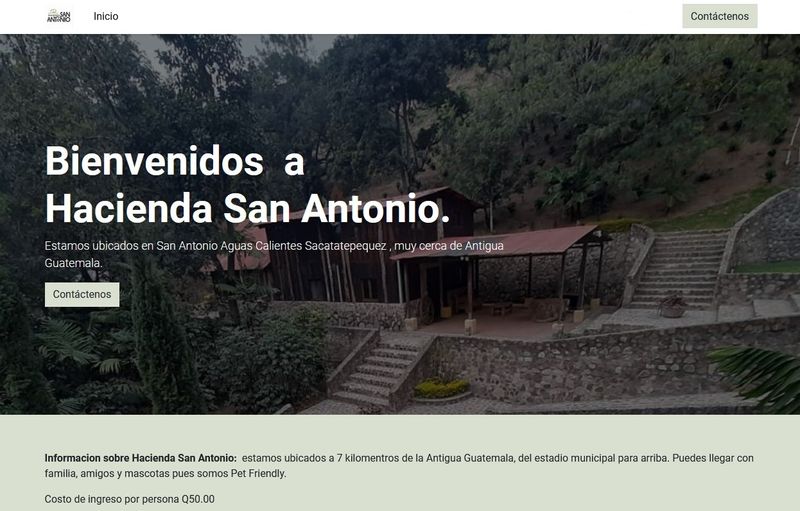 SAN ANTONIO
Inicio
Contáctenos
Bienvenidos a
Hacienda San Antonio.
Estamos ubicados en San Antonio Aguas Calientes Sacatatepequez , muy cerca de Antigua
Guatemala.
Contáctenos
Informacion sobre Hacienda San Antonio: estamos ubicados a 7 kilomentros de la Antigua Guatemala, del estadio municipal para arriba. Puedes llegar con
familia, amigos y mascotas pues somos Pet Friendly.
Costo de ingreso por persona Q50.00